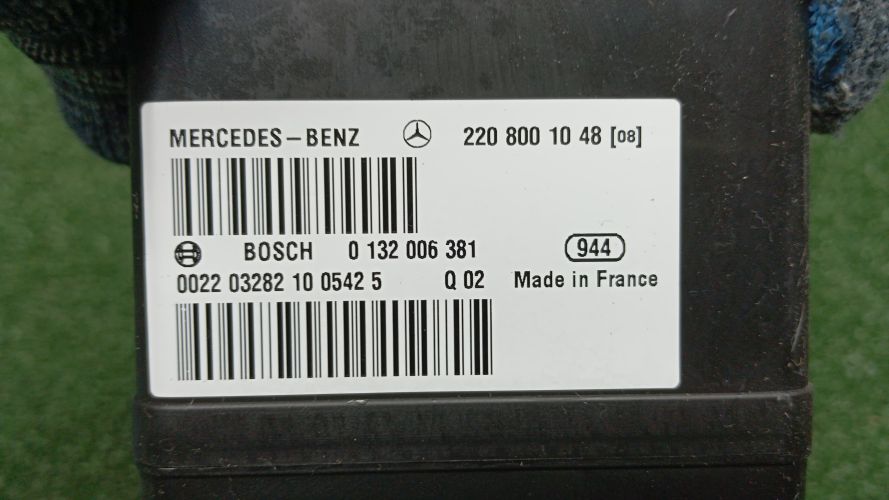 MERCEDES-BENZ 220 800 10 48 [08]
BOSCH 0 132 006 381 944
0022 03282 10 0542 5 Q 02 Made in France